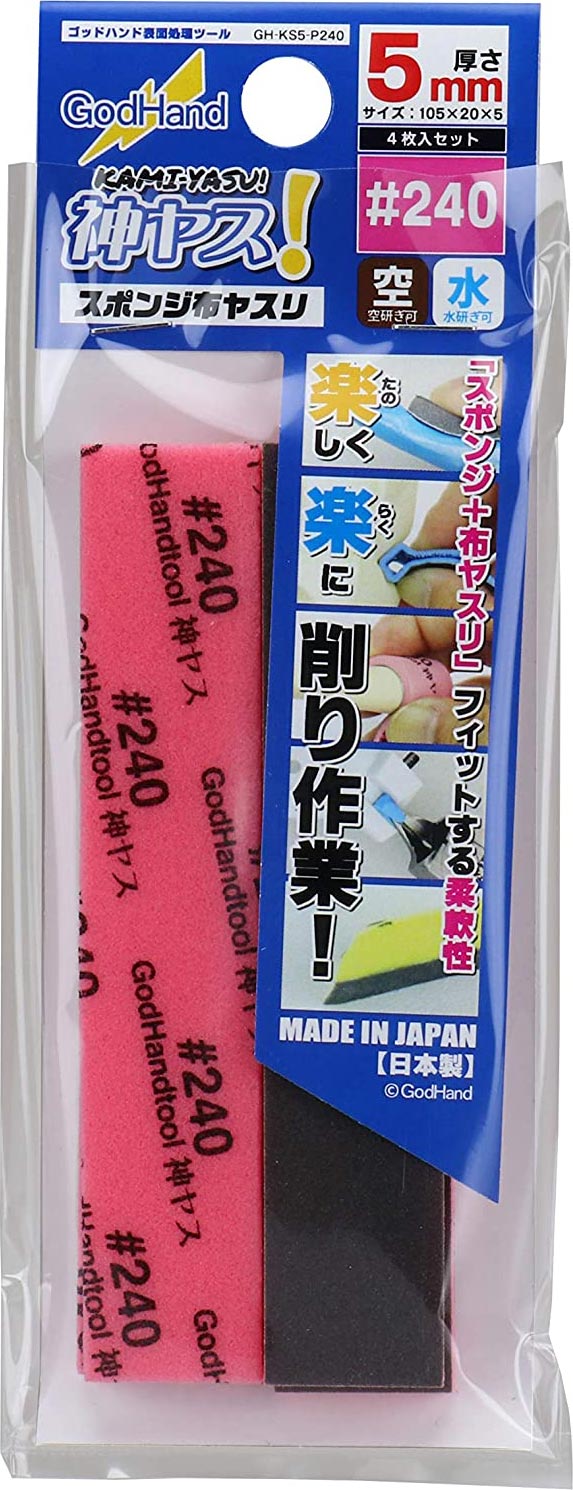 ゴッドハンド表面処理ツール GH-KS5-P240
GodHand
KAMI-YASU!
神ヤス!
スポンジ布ヤスリ
5mm 厚さ
サイズ:105×20×5
4枚入セット
#240
空
空研ぎ可
水
水研ぎ可
「スポンジ+布ヤスリ」フィットする柔軟性
楽しく
たの
楽に
らく
削り作業!
MADE IN JAPAN
【日本製】
©GodHand
#240
GodHandtool 神ヤス
#240
GodHandtool 神ヤス
GodHandtool
#240
GodHandtool 神ヤス
#240
GodHandtool 神ヤス